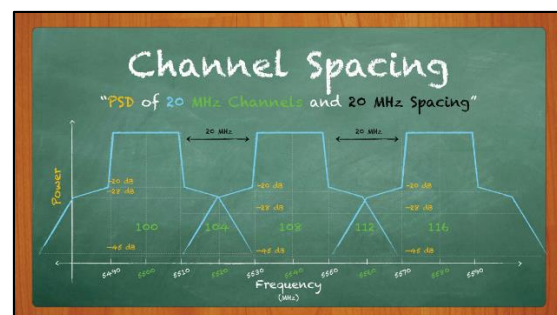 Channel Spacing
"PSD of 20 MHz Channels and 20 MHz Spacing"
20 MHz 20 MHz
Power
-20 dB -20 dB -20 dB
-28 dB -28 dB -28 dB
100 104 108 112 116
-45 dB -45 dB -45 dB
5490 5500 5510 5520 5530 5540 5550 5560 5570 5580 5590
Frequency
(MHz)